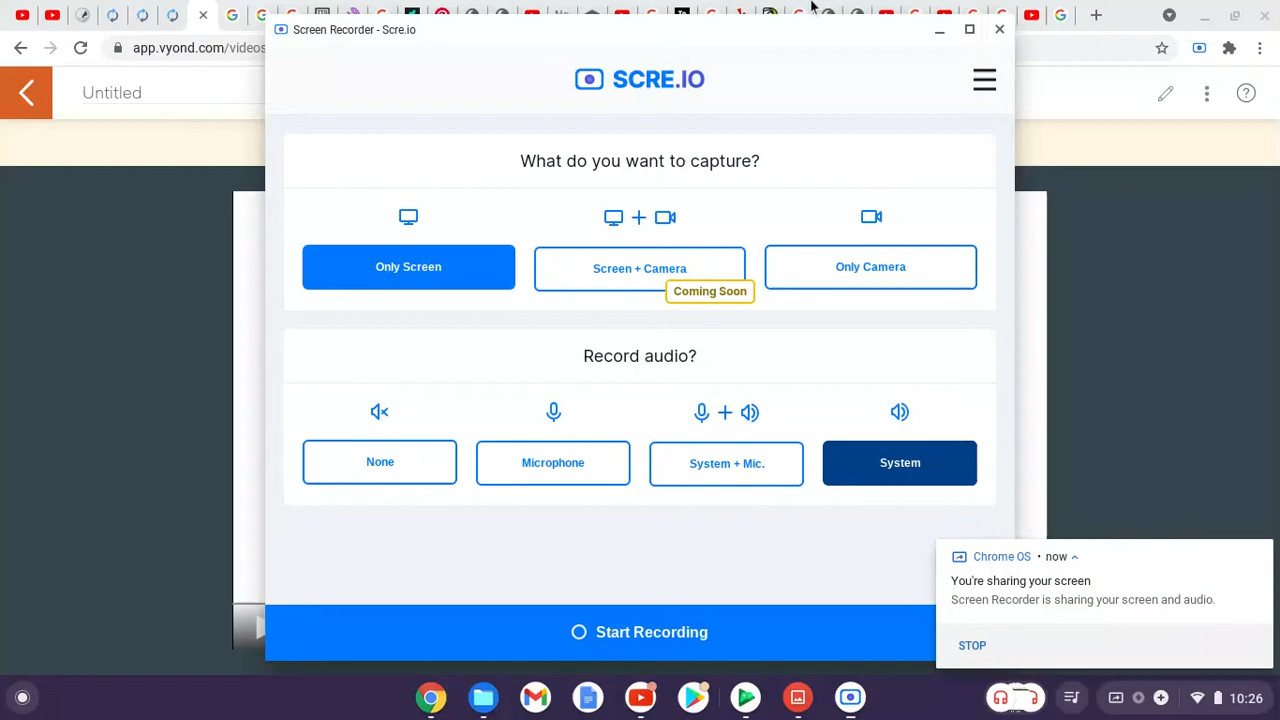 Screen Recorder - Scre.io
app.vyond.com/videos
Untitled
SCRE.IO
What do you want to capture?
Only Screen
Screen + Camera
Coming Soon
Only Camera
Record audio?
None
Microphone
System + Mic.
System
Start Recording
Chrome OS • now
You're sharing your screen
Screen Recorder is sharing your screen and audio.
STOP
10:26